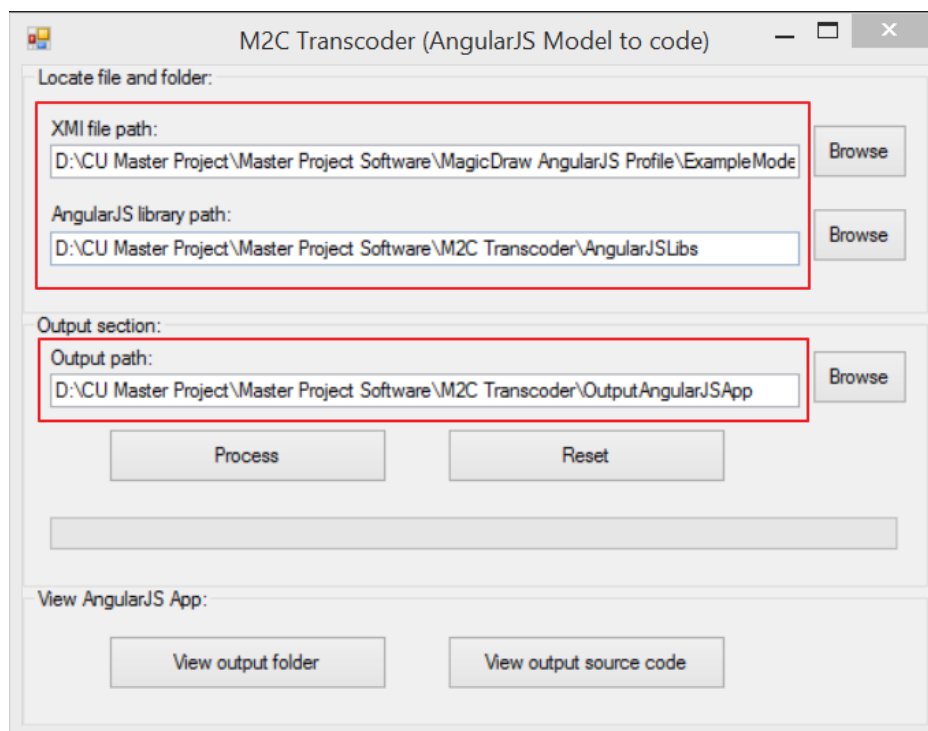 M2C Transcoder (AngularJS Model to code)
Locate file and folder:
XMI file path:
D:\CU Master Project\Master Project Software\MagicDraw AngularJS Profile\ExampleMode
Browse
AngularJS library path:
D:\CU Master Project\Master Project Software\M2C Transcoder\AngularJSLibs
Browse
Output section:
Output path:
D:\CU Master Project\Master Project Software\M2C Transcoder\OutputAngularJSApp
Browse
Process
Reset
View AngularJS App:
View output folder
View output source code